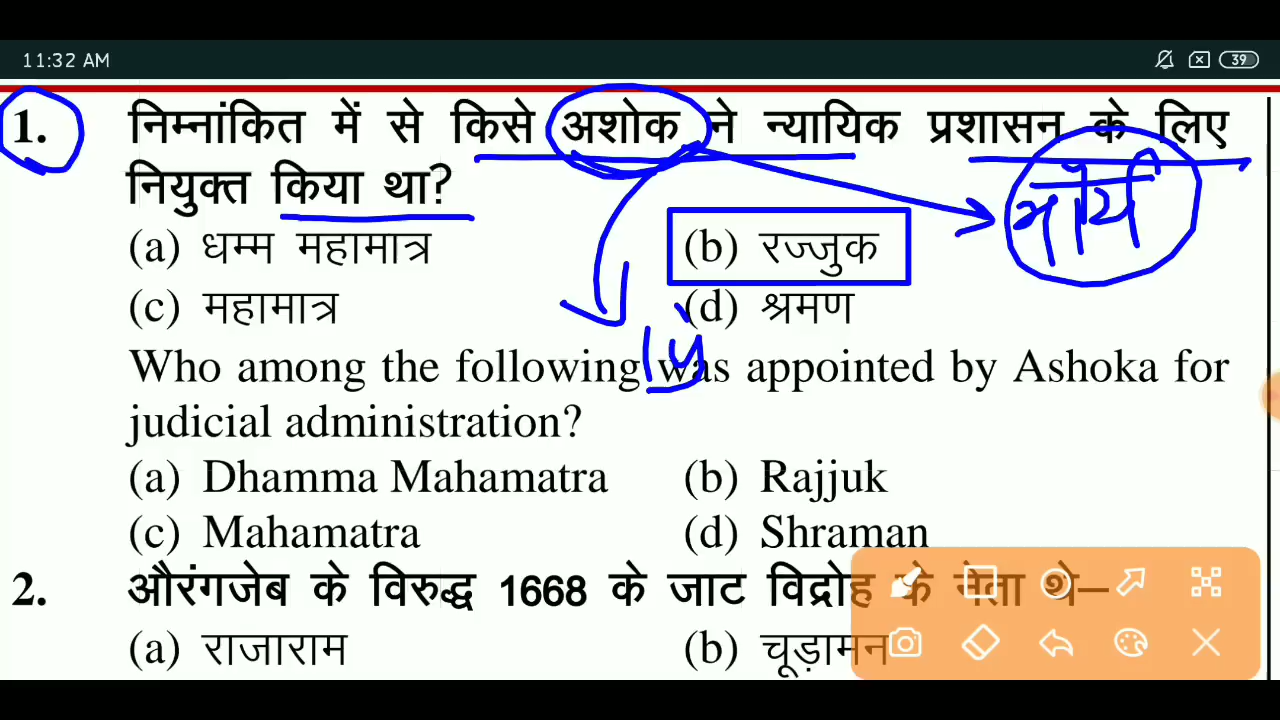 11:32 AM
39
1. निम्नांकित में से किसे अशोक ने न्यायिक प्रशासन के लिए
नियुक्त किया था?
मौर्य
(a) धम्म महामात्र (b) रज्जुक
(c) महामात्र (d) श्रमण
Who among the following was appointed by Ashoka for
judicial administration?
(a) Dhamma Mahamatra (b) Rajjuk
(c) Mahamatra (d) Shraman
2. औरंगजेब के विरुद्ध 1668 के जाट विद्रोह के नेता थे–
(a) राजाराम (b) चूड़ामन